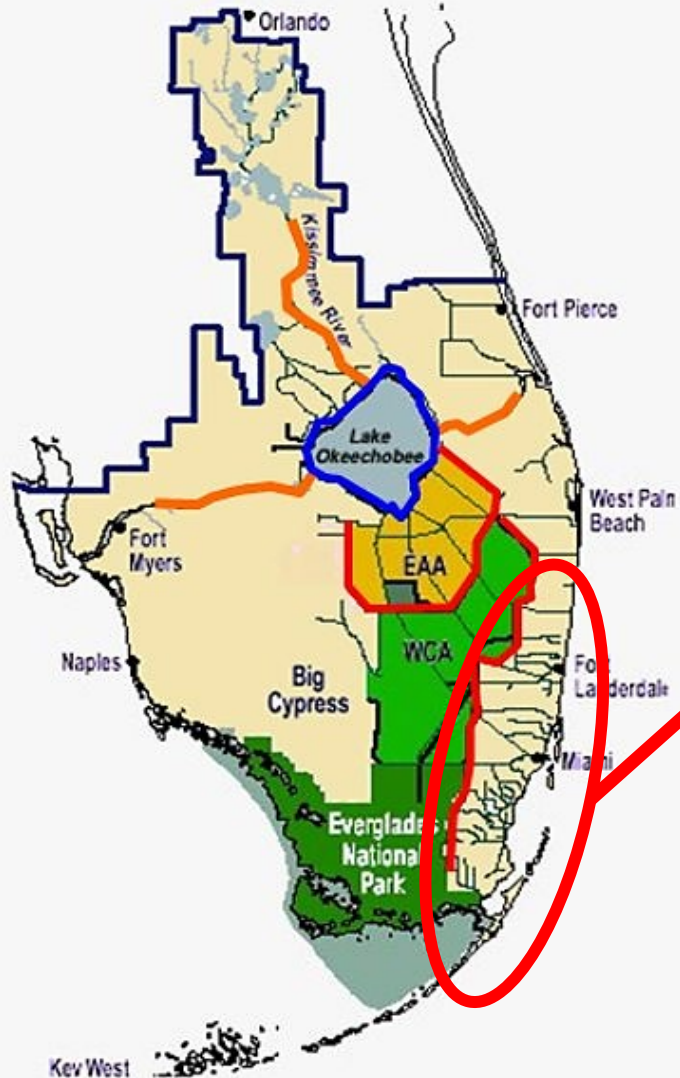 Orlando
Kissimmee River
Fort Pierce
Lake
Okeechobee
West Paln
Beach
Fort
Myers
EAA
WCA
Naples
Big
Cypress
Fort
Lauderdale
Miami
Everglades
National
Park
Key West